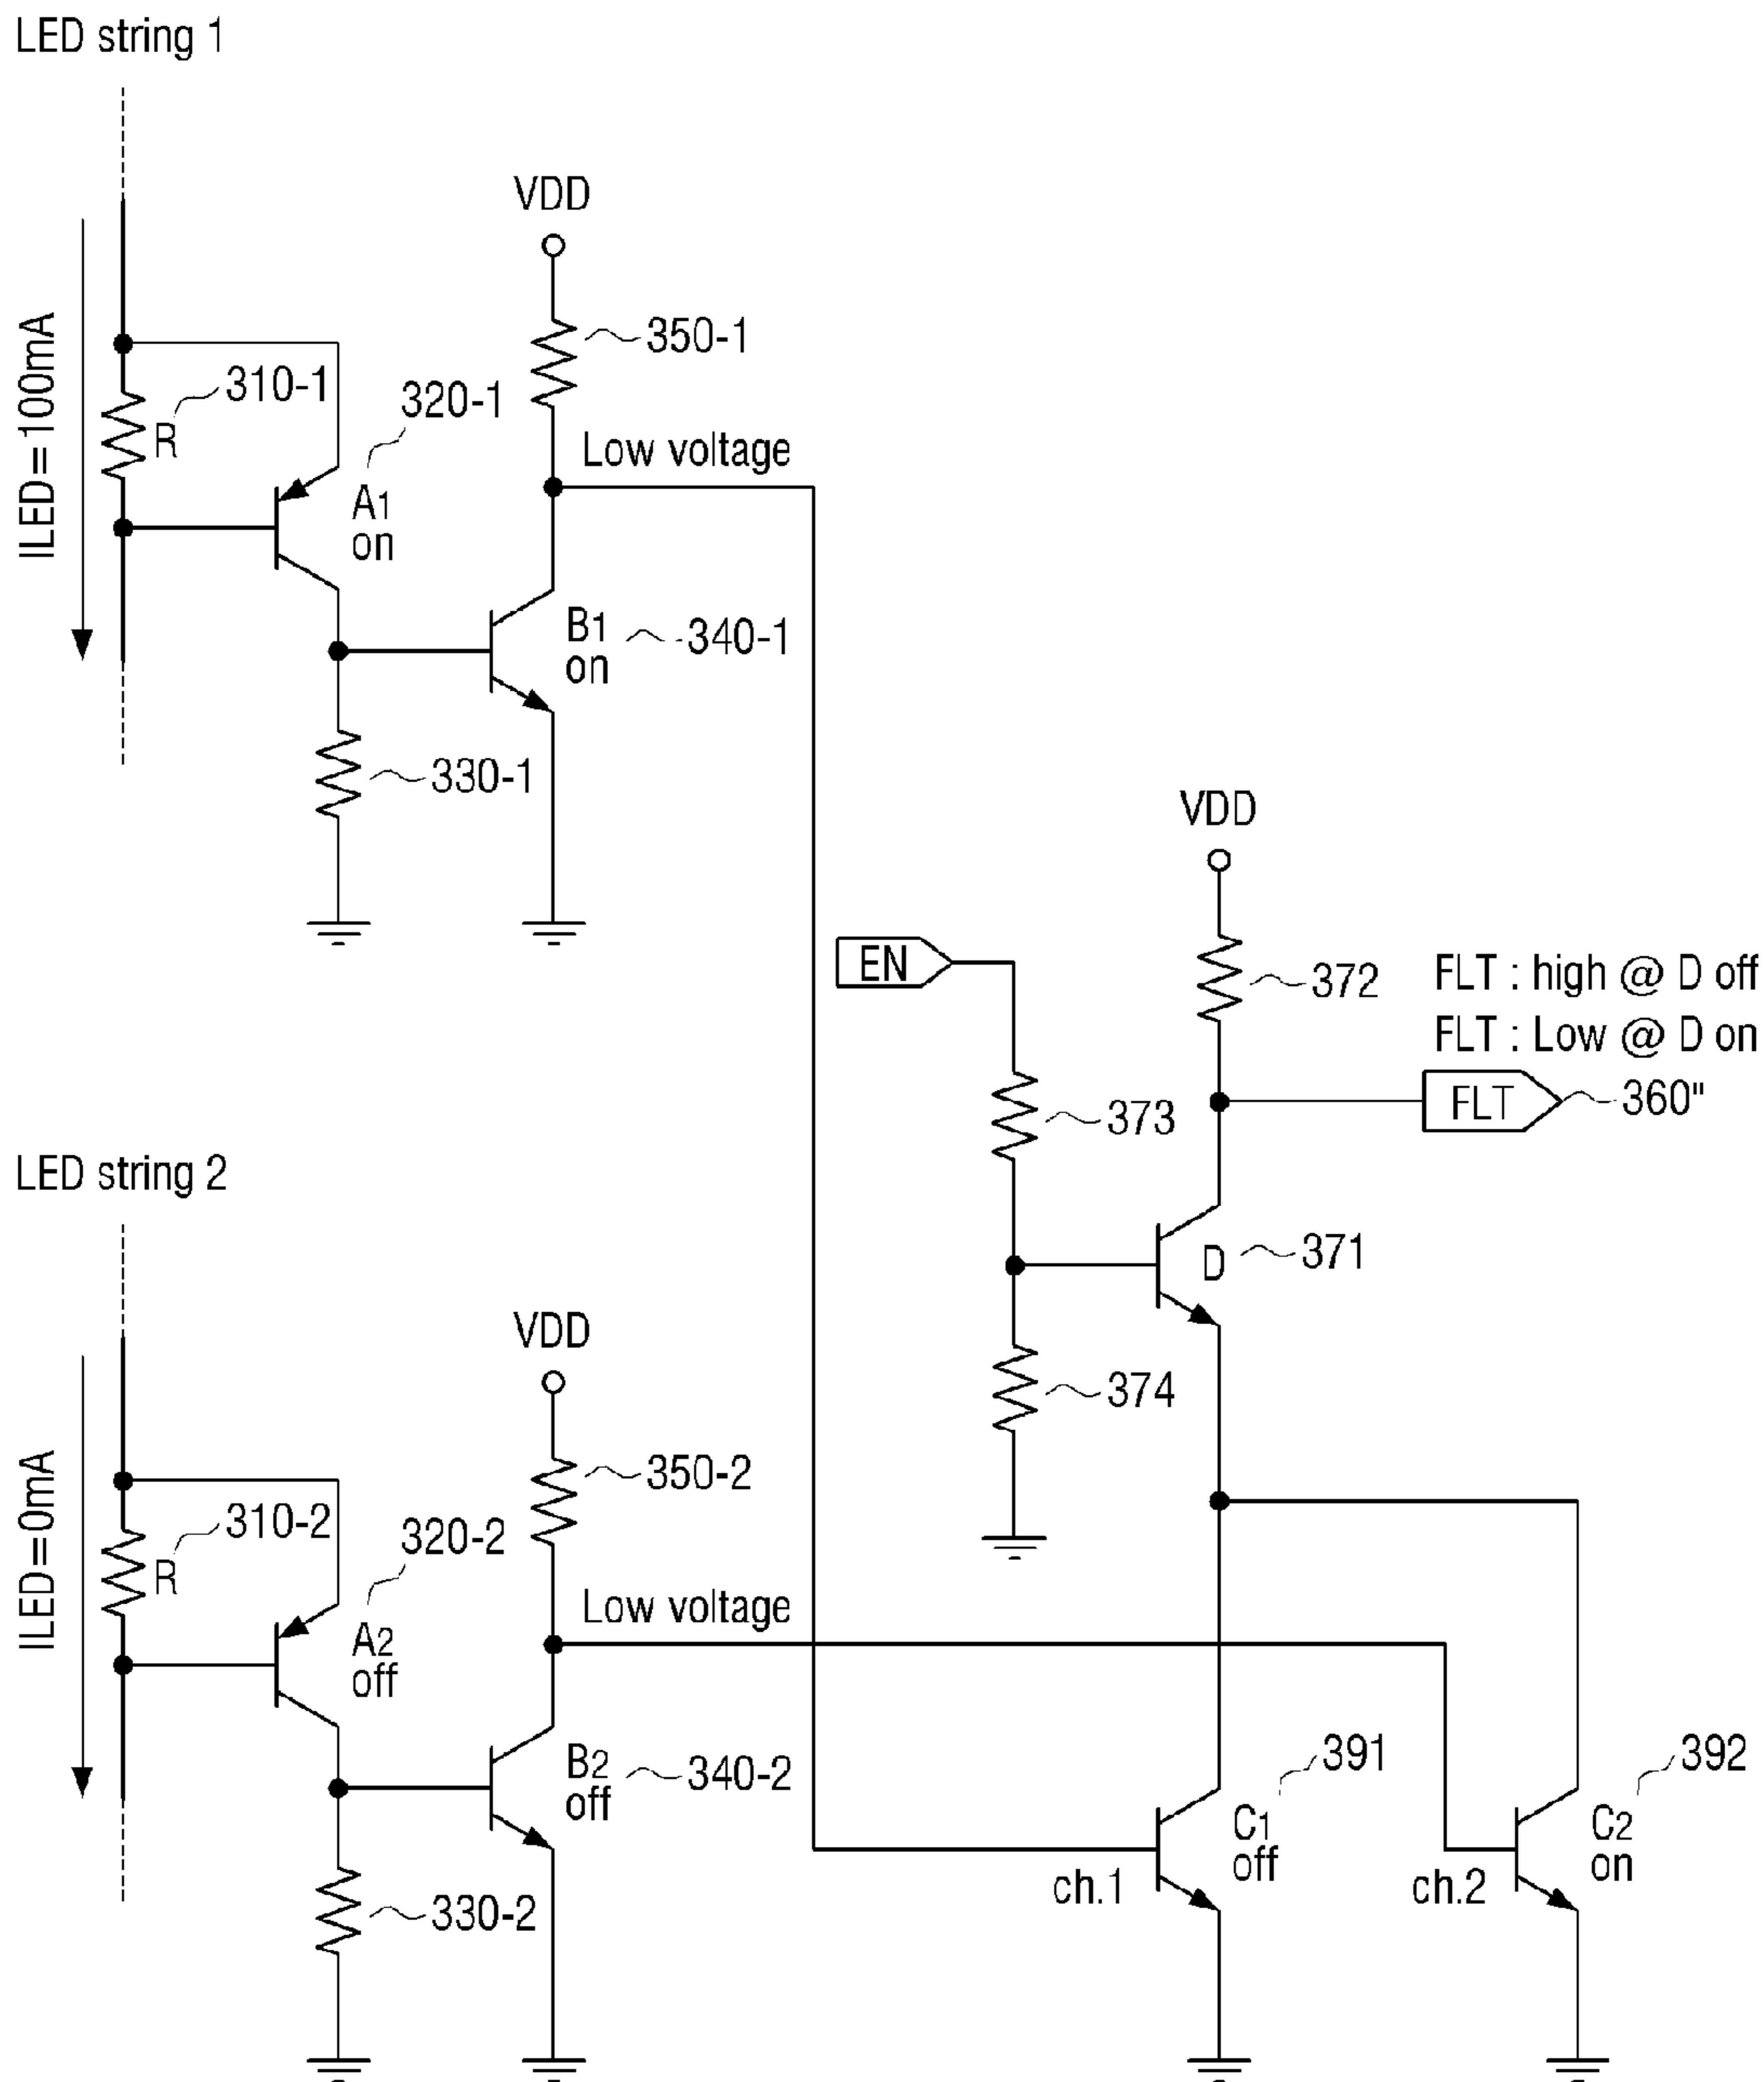 LED string 1
VDD
350-1
310-1
320-1
R
ILED=100mA
Low voltage
A1
on
B1
on
340-1
330-1
VDD
EN
372
FLT : high @ D off
FLT : Low @ D on
373
FLT
360"
LED string 2
D
371
VDD
374
350-2
310-2
320-2
R
ILED=0mA
Low voltage
A2
off
B2
off
340-2
391
392
C1
off
C2
on
ch.1
ch.2
330-2